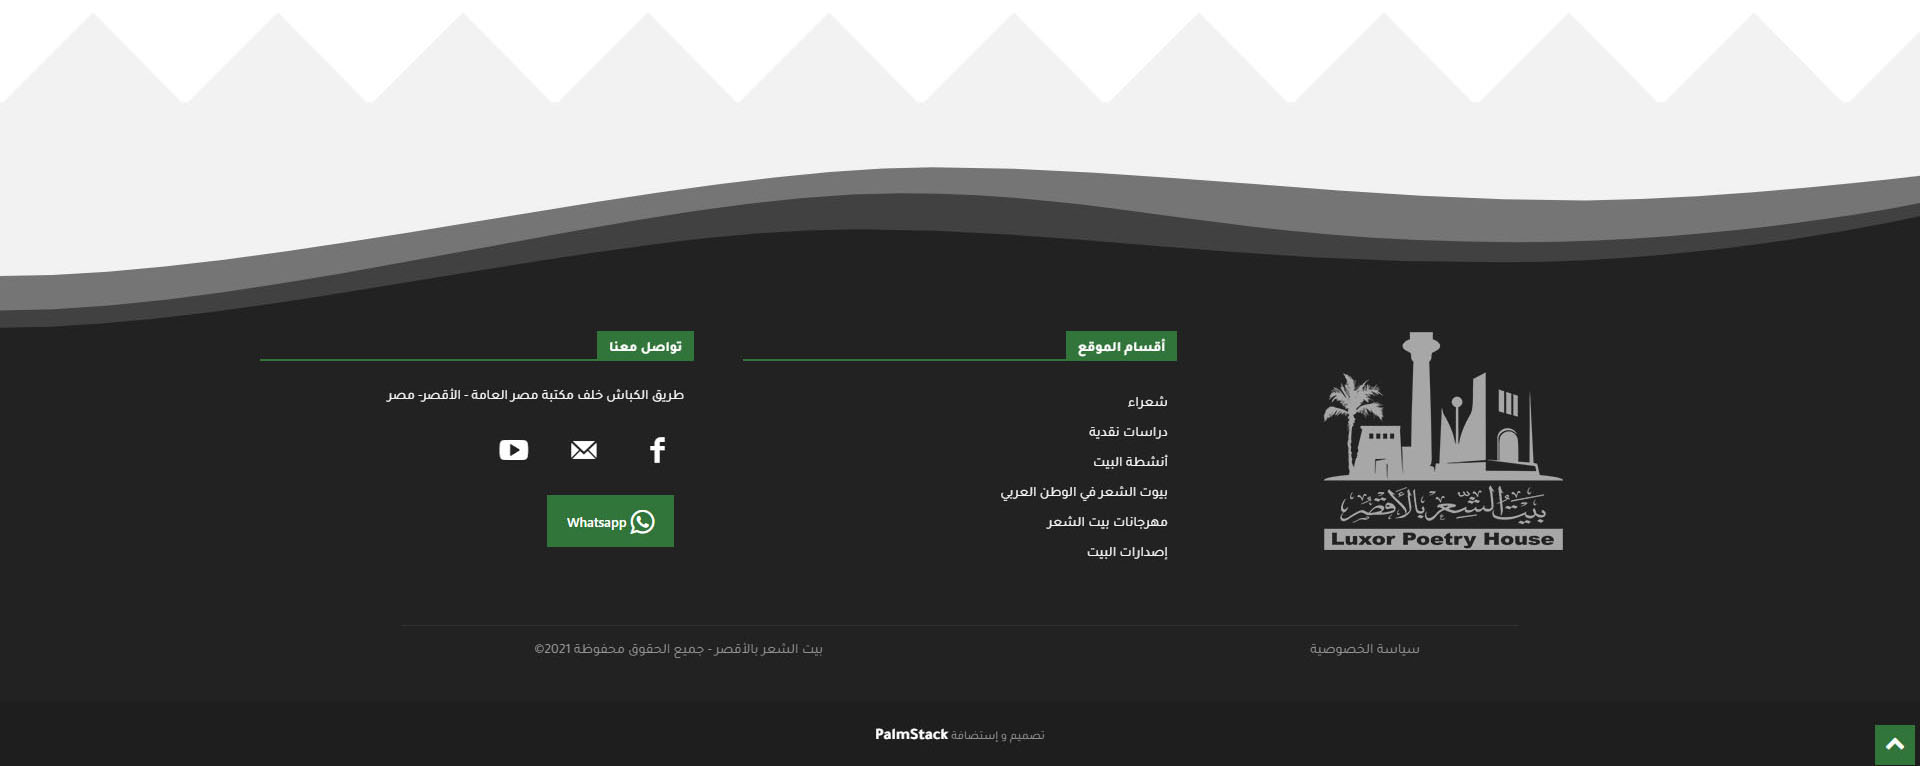 بيت الشعر بالأقصر
Luxor Poetry House
أقسام الموقع
شعراء
دراسات نقدية
أنشطة البيت
بيوت الشعر في الوطن العربي
مهرجانات بيت الشعر
إصدارات البيت
تواصل معنا
طريق الكباش خلف مكتبة مصر العامة - الأقصر- مصر
Whatsapp
سياسة الخصوصية
بيت الشعر بالأقصر - جميع الحقوق محفوظة 2021©
تصميم و إستضافة PalmStack